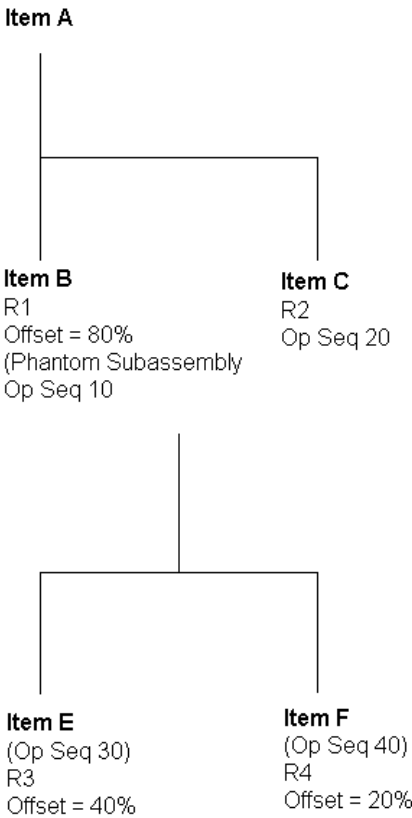 Item A
Item B
R1
Offset = 80%
(Phantom Subassembly
Op Seq 10
Item C
R2
Op Seq 20
Item E
(Op Seq 30)
R3
Offset = 40%
Item F
(Op Seq 40)
R4
Offset = 20%